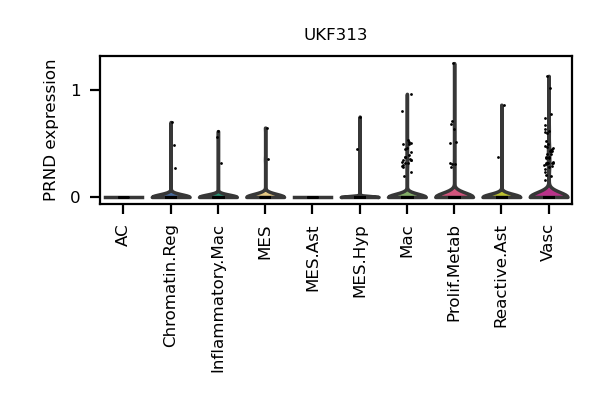 UKF313
PRND expression
1
0
AC
Chromatin.Reg
Inflammatory.Mac
MES
MES.Ast
MES.Hyp
Mac
Prolif.Metab
Reactive.Ast
Vasc